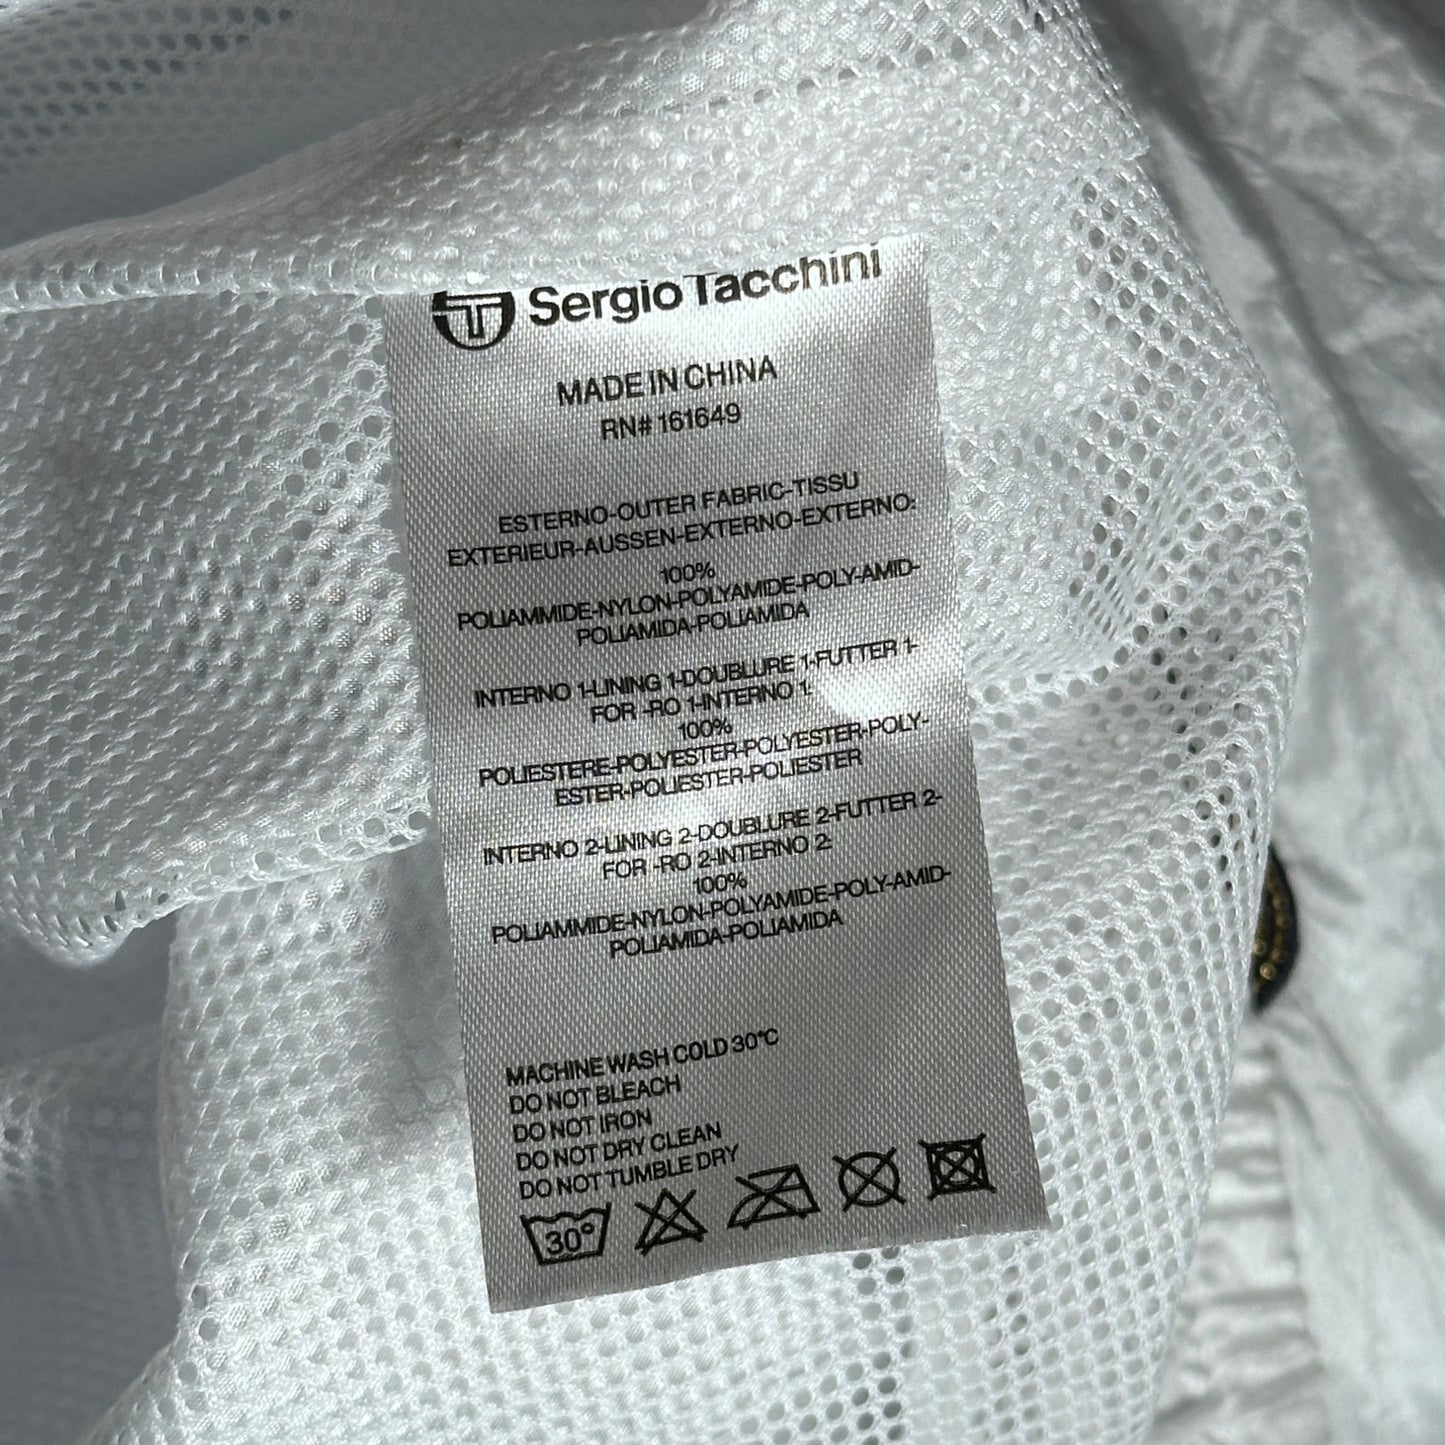 Sergio Tacchini
MADE IN CHINA
RN# 161649
ESTERNO-OUTER FABRIC-TISSU
EXTERIEUR-AUSSEN-EXTERNO-EXTERNO:
100%
POLIAMMIDE-NYLON-POLYAMIDE-POLY-AMID-
POLIAMIDA-POLIAMIDA
INTERNO 1-LINING 1-DOUBLURE 1-FUTTER 1-
FOR -RO 1-INTERNO 1:
100%
POLIESTERE-POLYESTER-POLYESTER-POLY-
ESTER-POLIESTER-POLIESTER
INTERNO 2-LINING 2-DOUBLURE 2-FUTTER 2-
FOR -RO 2-INTERNO 2:
100%
POLIAMMIDE-NYLON-POLYAMIDE-POLY-AMID-
POLIAMIDA-POLIAMIDA
MACHINE WASH COLD 30°C
DO NOT BLEACH
DO NOT IRON
DO NOT DRY CLEAN
DO NOT TUMBLE DRY
30°